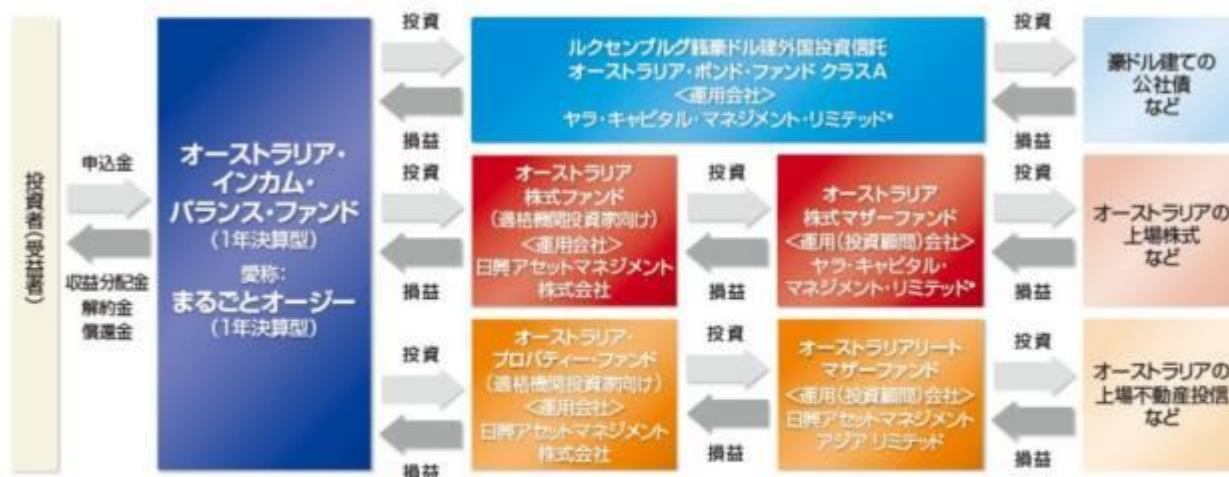 投資者(受益者)
申込金
収益分配金
解約金
償還金
オーストラリア・
インカム・
バランス・ファンド
(1年決算型)
愛称:
まるごとオージー
(1年決算型)
投資
損益
ルクセンブルグ籍豪ドル建外国投資信託
オーストラリア・ボンド・ファンド クラスA
<運用会社>
ヤラ・キャピタル・マネジメント・リミテッド*
投資
損益
豪ドル建ての
公社債
など
投資
損益
オーストラリア
株式ファンド
(適格機関投資家向け)
<運用会社>
日興アセットマネジメント
株式会社
投資
損益
オーストラリア
株式マザーファンド
<運用(投資顧問)会社>
ヤラ・キャピタル・
マネジメント・リミテッド*
投資
損益
オーストラリアの
上場株式
など
投資
損益
オーストラリア・
プロパティー・ファンド
(適格機関投資家向け)
<運用会社>
日興アセットマネジメント
株式会社
投資
損益
オーストラリアリート
マザーファンド
<運用(投資顧問)会社>
日興アセットマネジメント
アジア リミテッド
投資
損益
オーストラリアの
上場不動産投信
など